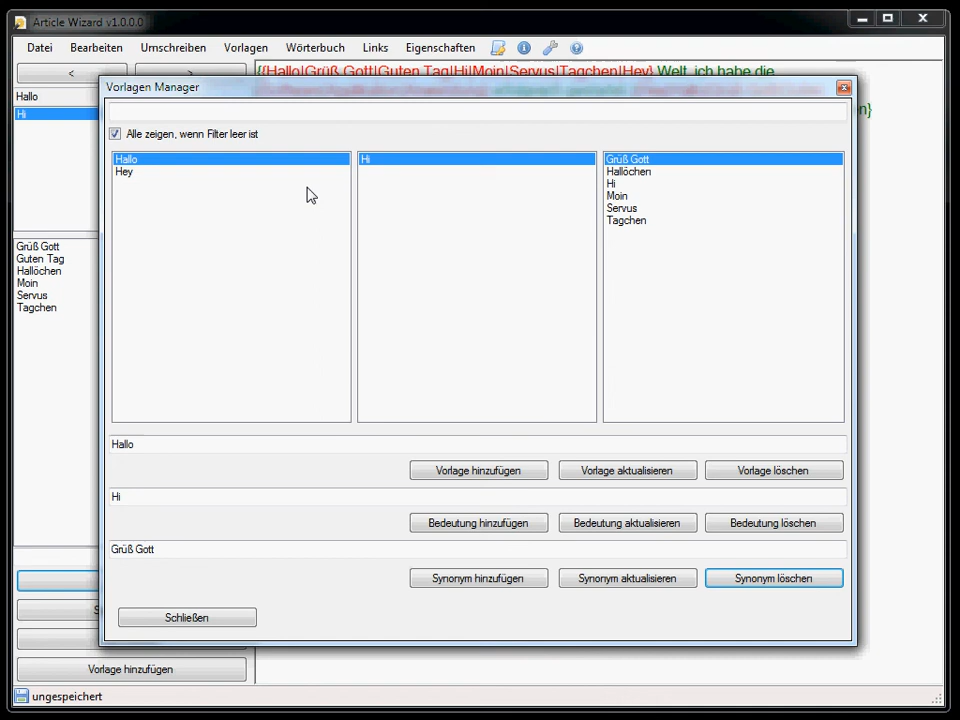 Article Wizard v1.0.0.0
Datei Bearbeiten Umschreiben Vorlagen Wörterbuch Links Eigenschaften
< >
{{Hallo|Grüß Gott|Guten Tag|Hi|Moin|Servus|Tagchen|Hey} Welt, ich habe die
Hallo
Hi
Grüß Gott
Guten Tag
Hallöchen
Moin
Servus
Tagchen
Vorlage hinzufügen
ungespeichert
Vorlagen Manager
Alle zeigen, wenn Filter leer ist
Hallo
Hey
Hi
Grüß Gott
Hallöchen
Hi
Moin
Servus
Tagchen
Hallo
Vorlage hinzufügen Vorlage aktualisieren Vorlage löschen
Hi
Bedeutung hinzufügen Bedeutung aktualisieren Bedeutung löschen
Grüß Gott
Synonym hinzufügen Synonym aktualisieren Synonym löschen
Schließen